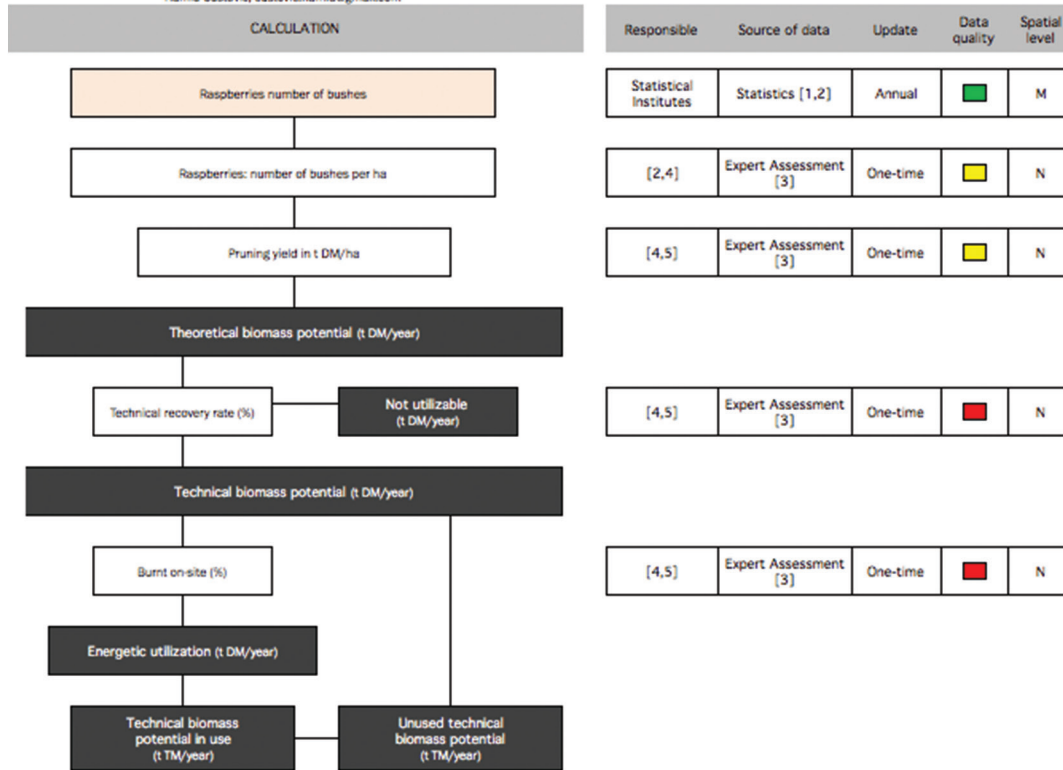 CALCULATION
Responsible
Source of data
Update
Data
quality
Spatial
level
Raspberries number of bushes
Statistical
Institutes
Statistics [1,2]
Annual
M
Raspberries: number of bushes per ha
[2,4]
Expert Assessment
[3]
One-time
N
Pruning yield in t DM/ha
[4,5]
Expert Assessment
[3]
One-time
N
Theoretical biomass potential (t DM/year)
Technical recovery rate (%)
Not utilizable
(t DM/year)
[4,5]
Expert Assessment
[3]
One-time
N
Technical biomass potential (t DM/year)
Burnt on-site (%)
[4,5]
Expert Assessment
[3]
One-time
N
Energetic utilization (t DM/year)
Technical biomass
potential in use
(t TM/year)
Unused technical
biomass potential
(t TM/year)